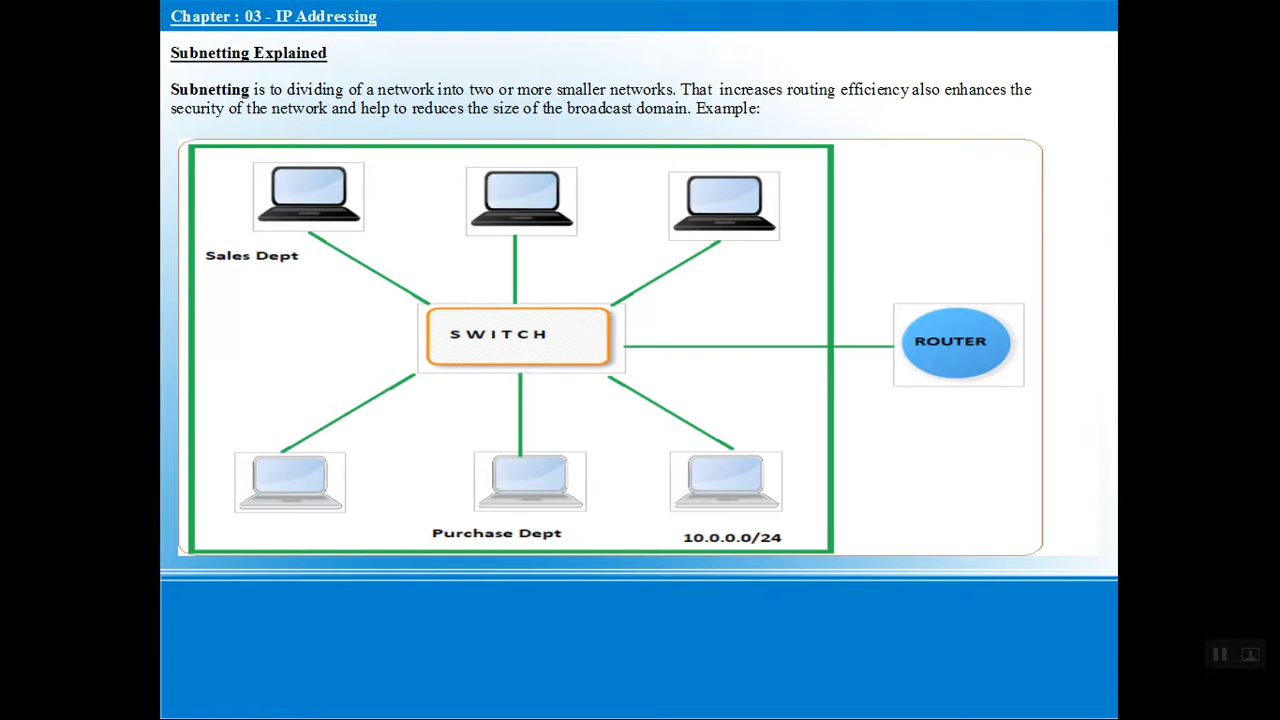 Chapter : 03 - IP Addressing
Subnetting Explained
Subnetting is to dividing of a network into two or more smaller networks. That increases routing efficiency also enhances the
security of the network and help to reduces the size of the broadcast domain. Example:
Sales Dept
SWITCH
ROUTER
Purchase Dept
10.0.0.0/24